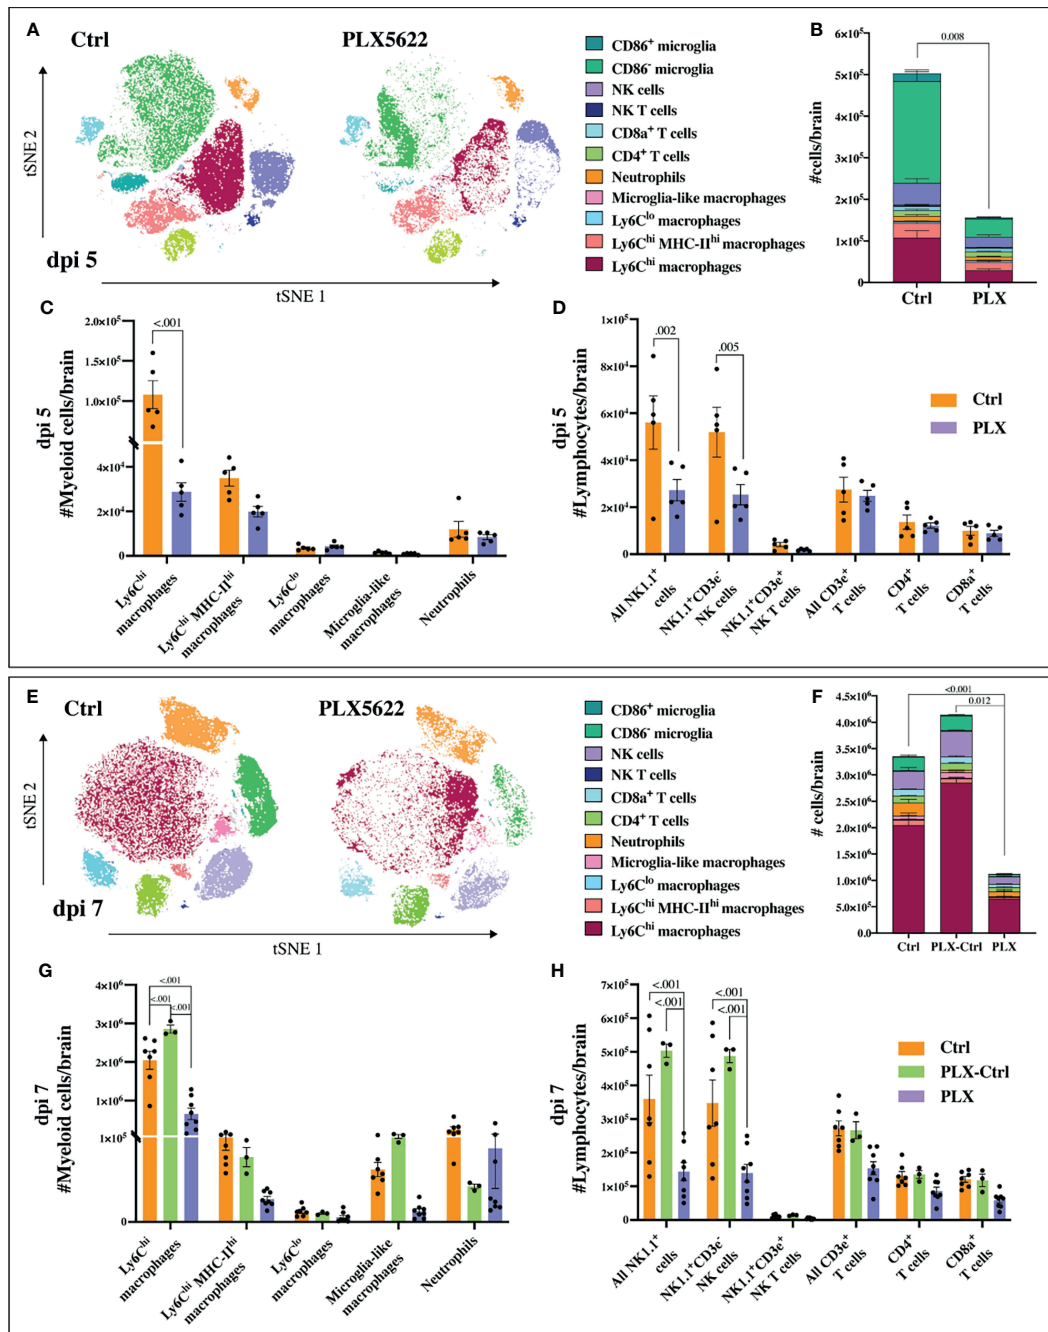 A
Ctrl
PLX5622
tSNE 2
dpi 5
tSNE 1
CD86+ microglia
CD86- microglia
NK cells
NK T cells
CD8a+ T cells
CD4+ T cells
Neutrophils
Microglia-like macrophages
Ly6Clo macrophages
Ly6Chi MHC-IIhi macrophages
Ly6Chi macrophages
B
0.008
#cells/brain
6×10⁵
5×10⁵
4×10⁵
3×10⁵
2×10⁵
1×10⁵
0
Ctrl
PLX
C
dpi 5
#Myeloid cells/brain
2.0×10⁵
1.5×10⁵
1.0×10⁵
4×10⁴
2×10⁴
0
<.001
Ly6Chi
macrophages
Ly6Chi MHC-IIhi
macrophages
Ly6Clo
macrophages
Microglia-like
macrophages
Neutrophils
D
dpi 5
#Lymphocytes/brain
1×10⁵
8×10⁴
6×10⁴
4×10⁴
2×10⁴
0
.002
.005
Ctrl
PLX
All NK1.1+
cells
NK1.1+CD3e-
NK cells
NK1.1+CD3e+
NK T cells
All CD3e+
T cells
CD4+
T cells
CD8a+
T cells
E
Ctrl
PLX5622
tSNE 2
dpi 7
tSNE 1
CD86+ microglia
CD86- microglia
NK cells
NK T cells
CD8a+ T cells
CD4+ T cells
Neutrophils
Microglia-like macrophages
Ly6Clo macrophages
Ly6Chi MHC-IIhi macrophages
Ly6Chi macrophages
F
<0.001
0.012
# cells/brain
4.5×10⁶
4.0×10⁶
3.5×10⁶
3.0×10⁶
2.5×10⁶
2.0×10⁶
1.5×10⁶
1.0×10⁶
5.0×10⁵
0
Ctrl
PLX-Ctrl
PLX
G
dpi 7
#Myeloid cells/brain
4×10⁶
3×10⁶
2×10⁶
1×10⁶
1×10⁵
0
<.001
<.001
<.001
Ly6Chi
macrophages
Ly6Chi MHC-IIhi
macrophages
Ly6Clo
macrophages
Microglia-like
macrophages
Neutrophils
H
dpi 7
#Lymphocytes/brain
7×10⁵
6×10⁵
5×10⁵
4×10⁵
3×10⁵
2×10⁵
1×10⁵
0
<.001
<.001
<.001
<.001
Ctrl
PLX-Ctrl
PLX
All NK1.1+
cells
NK1.1+CD3e-
NK cells
NK1.1+CD3e+
NK T cells
All CD3e+
T cells
CD4+
T cells
CD8a+
T cells